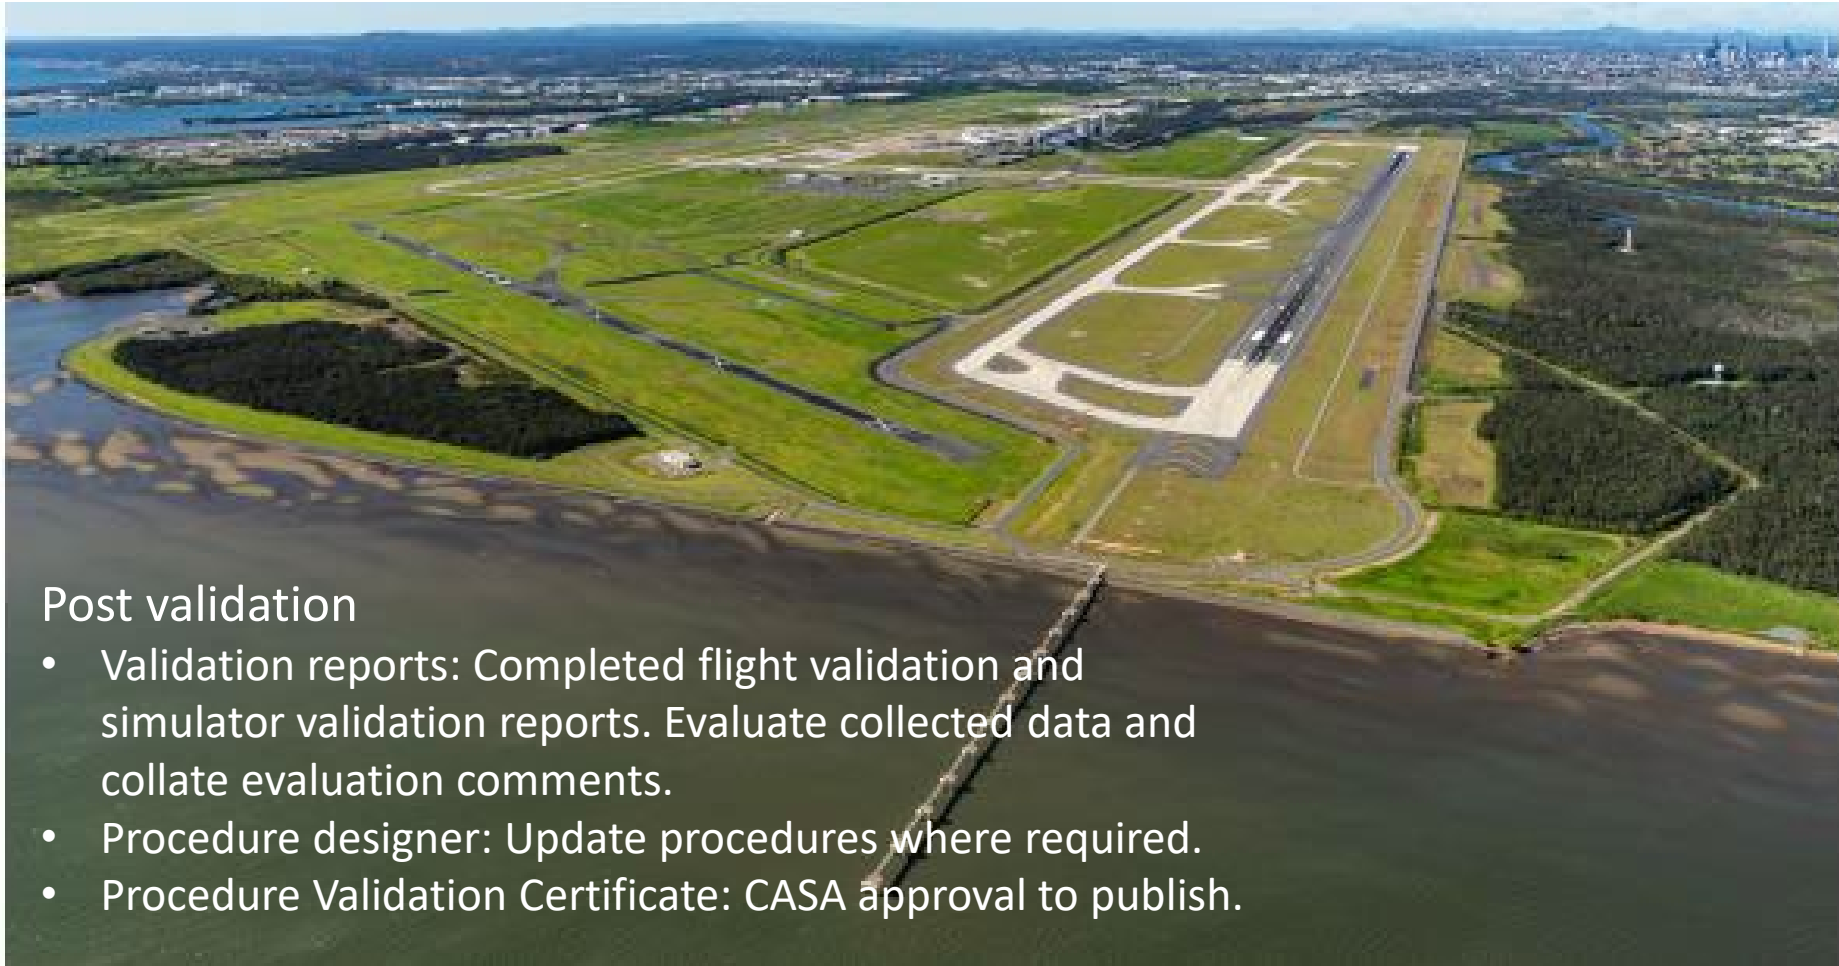 Post validation
• Validation reports: Completed flight validation and
simulator validation reports. Evaluate collected data and
collate evaluation comments.
• Procedure designer: Update procedures where required.
• Procedure Validation Certificate: CASA approval to publish.